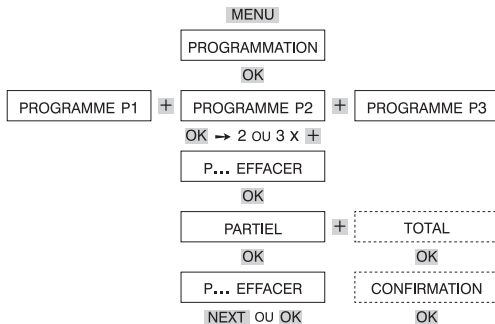 MENU
PROGRAMMATION
OK
PROGRAMME P1 + PROGRAMME P2 + PROGRAMME P3
OK → 2 OU 3 X +
P... EFFACER
OK
PARTIEL + TOTAL
OK OK
P... EFFACER CONFIRMATION
NEXT OU OK OK